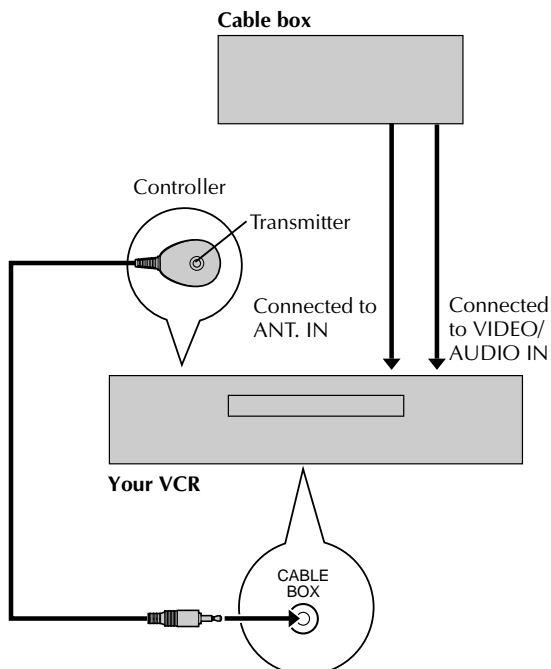 Cable box
Controller
Transmitter
Connected to
ANT. IN
Connected
to VIDEO/
AUDIO IN
Your VCR
CABLE
BOX